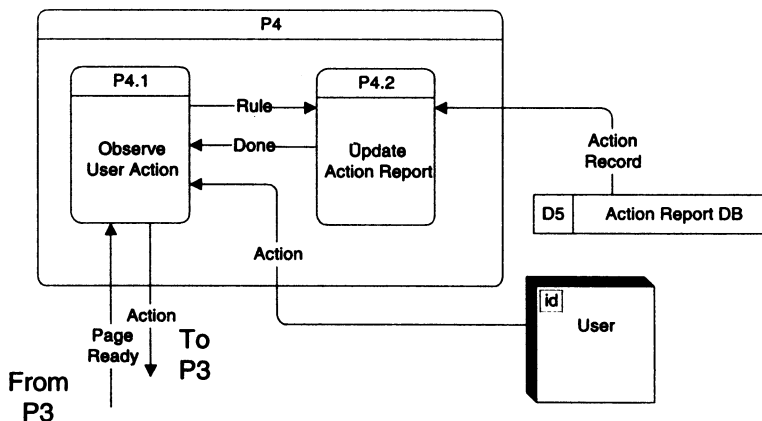 P4
P4.1
P4.2
Rule
Observe
User Action
Done
Update
Action Report
Action
Record
D5
Action Report DB
Action
id
User
Action
Page
Ready
To
P3
From
P3